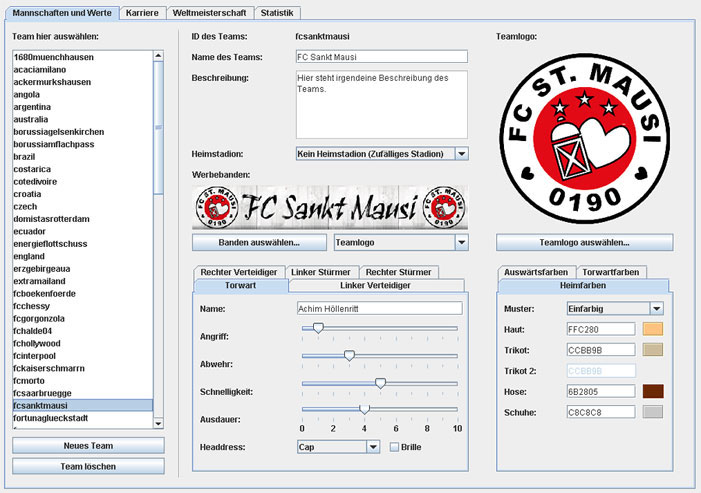 Mannschaften und Werte
Karriere
Weltmeisterschaft
Statistik
Team hier auswählen:
1680muenchhausen
acaciamilano
ackermurkshausen
angola
argentina
australia
borussiagelsenkirchen
borussiamflachpass
brazil
costarica
cotedivoire
croatia
czech
domistasrotterdam
ecuador
energieflottschuss
england
erzgebirgeaua
extramailand
fcboekenfoerde
fcchessy
fcgorgonzola
fchalde04
fchollywood
fcinterpool
fckaiserschmarrn
fcmorto
fcsaarbruegge
fcsanktmausi
fortunaglueckstadt
Neues Team
Team löschen
ID des Teams:
fcsanktmausi
Name des Teams:
FC Sankt Mausi
Beschreibung:
Hier steht irgendeine Beschreibung des
Teams.
Heimstadion:
Kein Heimstadion (Zufälliges Stadion)
Werbebanden:
FC ST. MAUSI
0190
FC Sankt Mausi
FC ST. MAUSI
0190
Banden auswählen...
Teamlogo
Rechter Verteidiger
Linker Stürmer
Rechter Stürmer
Torwart
Linker Verteidiger
Name:
Achim Höllenritt
Angriff:
Abwehr:
Schnelligkeit:
Ausdauer:
0 2 4 6 8 10
Headdress:
Cap
Brille
Teamlogo:
FC ST. MAUSI
0190
Teamlogo auswählen...
Auswärtsfarben
Torwartfarben
Heimfarben
Muster:
Einfarbig
Haut:
FFC280
Trikot:
CCBB9B
Trikot 2:
CCBB9B
Hose:
6B2805
Schuhe:
C8C8C8